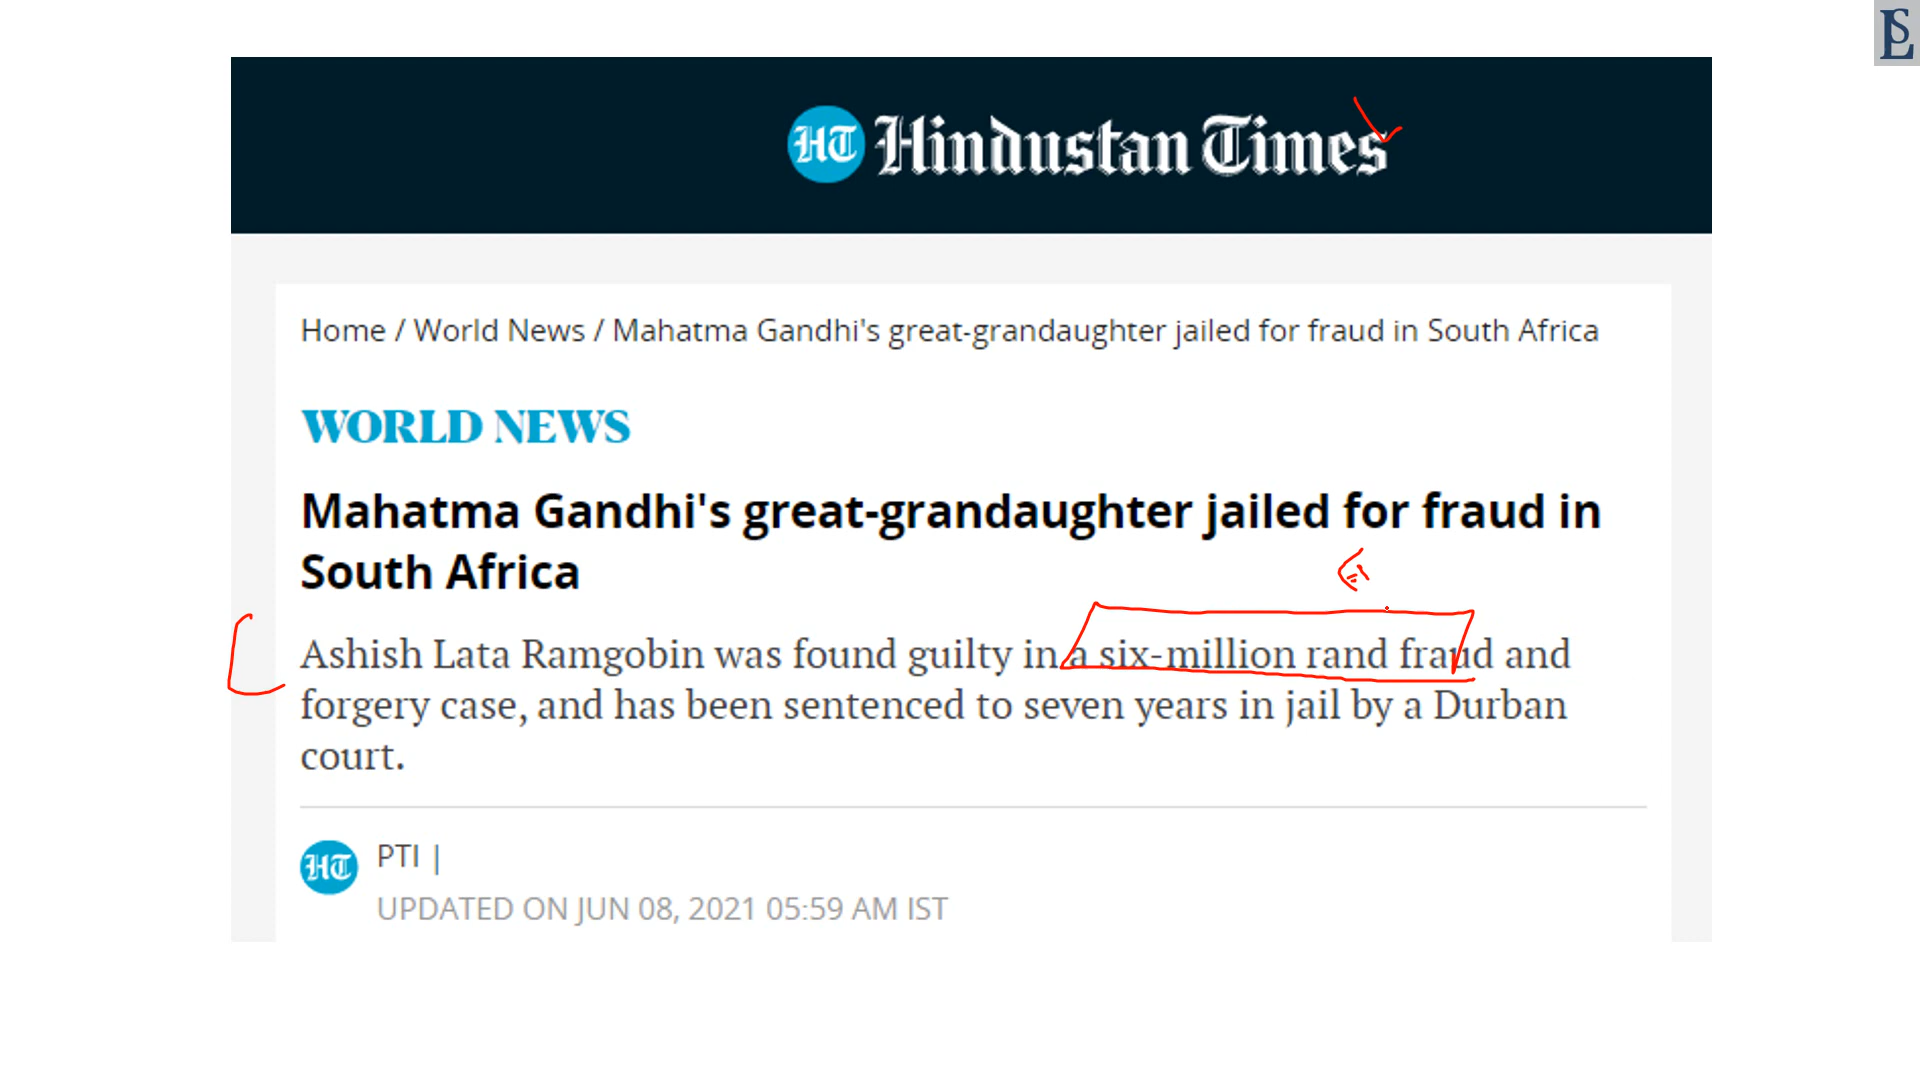 LS
HT Hindustan Times
Home / World News / Mahatma Gandhi's great-grandaughter jailed for fraud in South Africa
WORLD NEWS
Mahatma Gandhi's great-grandaughter jailed for fraud in
South Africa
Ashish Lata Ramgobin was found guilty in a six-million rand fraud and
forgery case, and has been sentenced to seven years in jail by a Durban
court.
HT PTI |
UPDATED ON JUN 08, 2021 05:59 AM IST